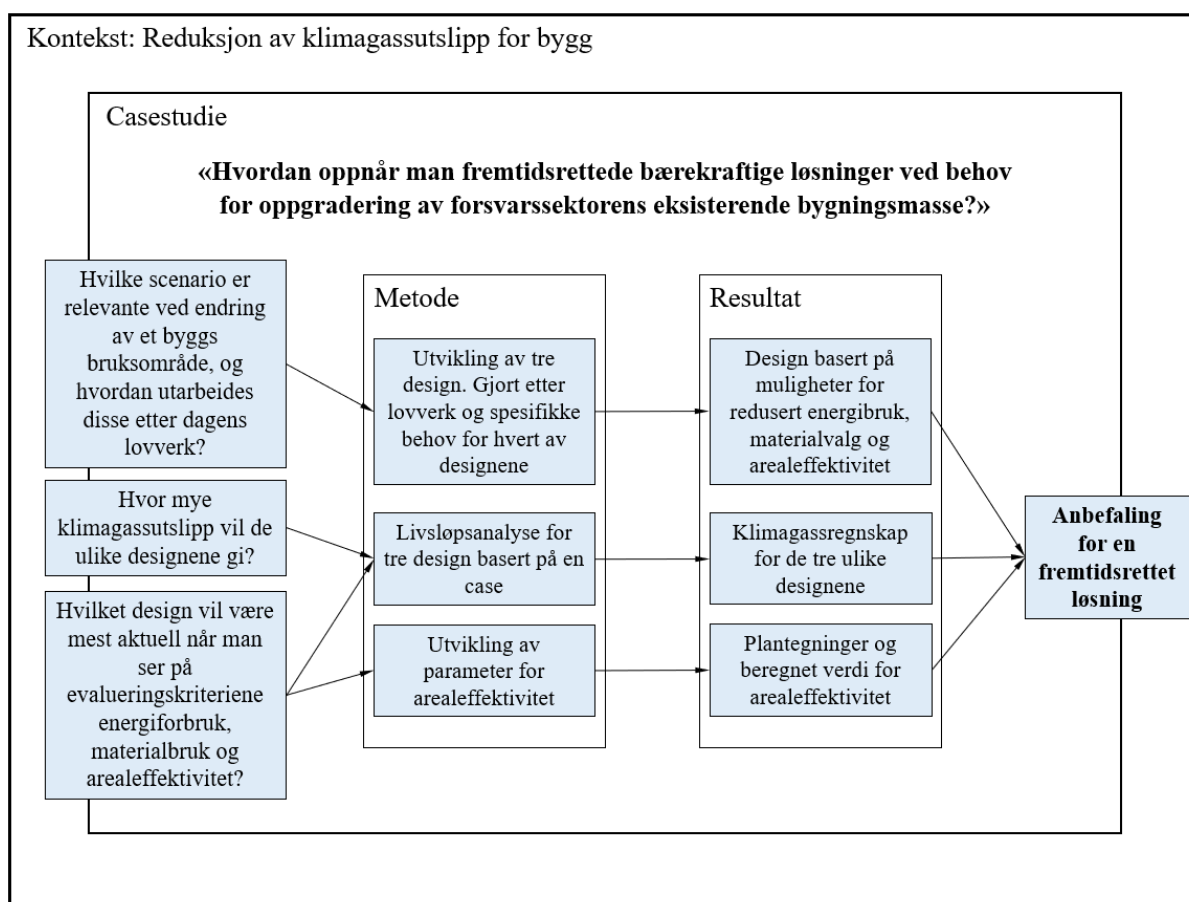 Kontekst: Reduksjon av klimagassutslipp for bygg
Casestudie
«Hvordan oppnår man fremtidsrettede bærekraftige løsninger ved behov
for oppgradering av forsvarssektorens eksisterende bygningsmasse?»
Hvilke scenario er
relevante ved endring
av et byggs
bruksområde, og
hvordan utarbeides
disse etter dagens
lovverk?
Hvor mye
klimagassutslipp vil de
ulike designene gi?
Hvilket design vil være
mest aktuell når man
ser på
evalueringskriteriene
energiforbruk,
materialbruk og
arealeffektivitet?
Metode
Utvikling av tre
design. Gjort etter
lovverk og spesifikke
behov for hvert av
designene
Livsløpsanalyse for
tre design basert på en
case
Utvikling av
parameter for
arealeffektivitet
Resultat
Design basert på
muligheter for
redusert energibruk,
materialvalg og
arealeffektivitet
Klimagassregnskap
for de tre ulike
designene
Plantegninger og
beregnet verdi for
arealeffektivitet
Anbefaling
for en
fremtidsrettet
løsning